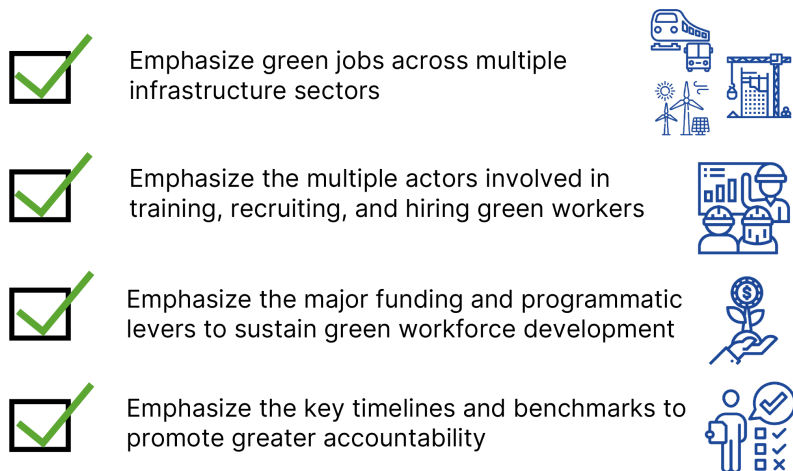 Emphasize green jobs across multiple
infrastructure sectors
Emphasize the multiple actors involved in
training, recruiting, and hiring green workers
Emphasize the major funding and programmatic
levers to sustain green workforce development
Emphasize the key timelines and benchmarks to
promote greater accountability